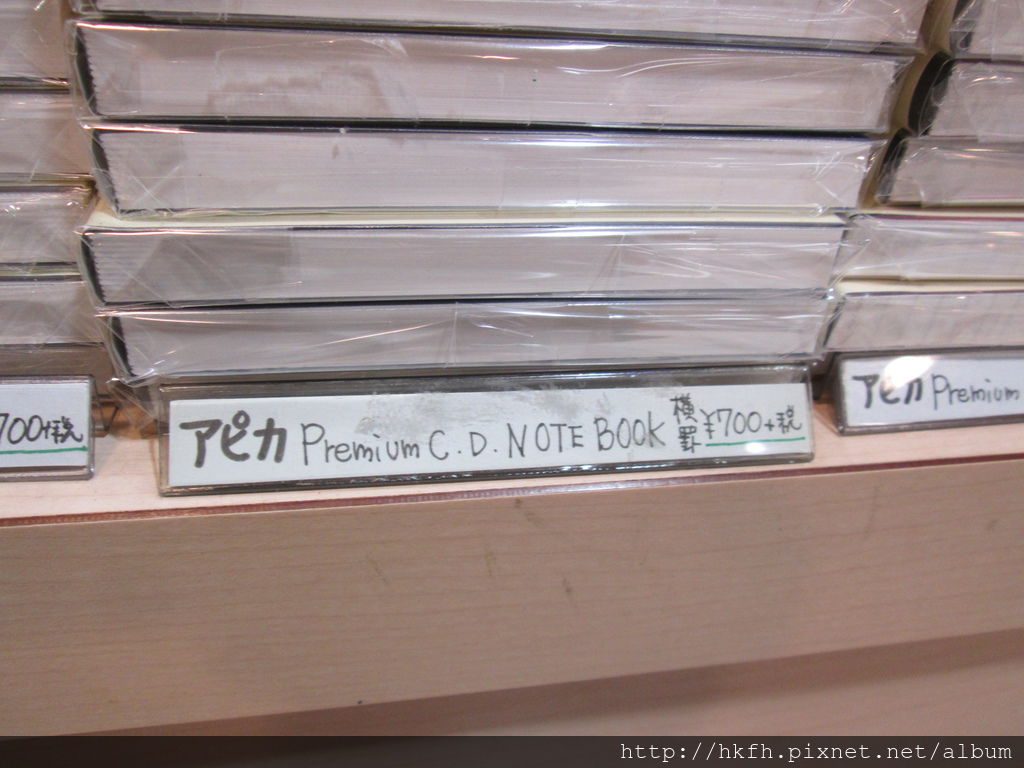 700+税
アピカ Premium C.D. NOTE BOOK 横罫 ¥700+税
アピカ Premium
http://hkfh.pixnet.net/album